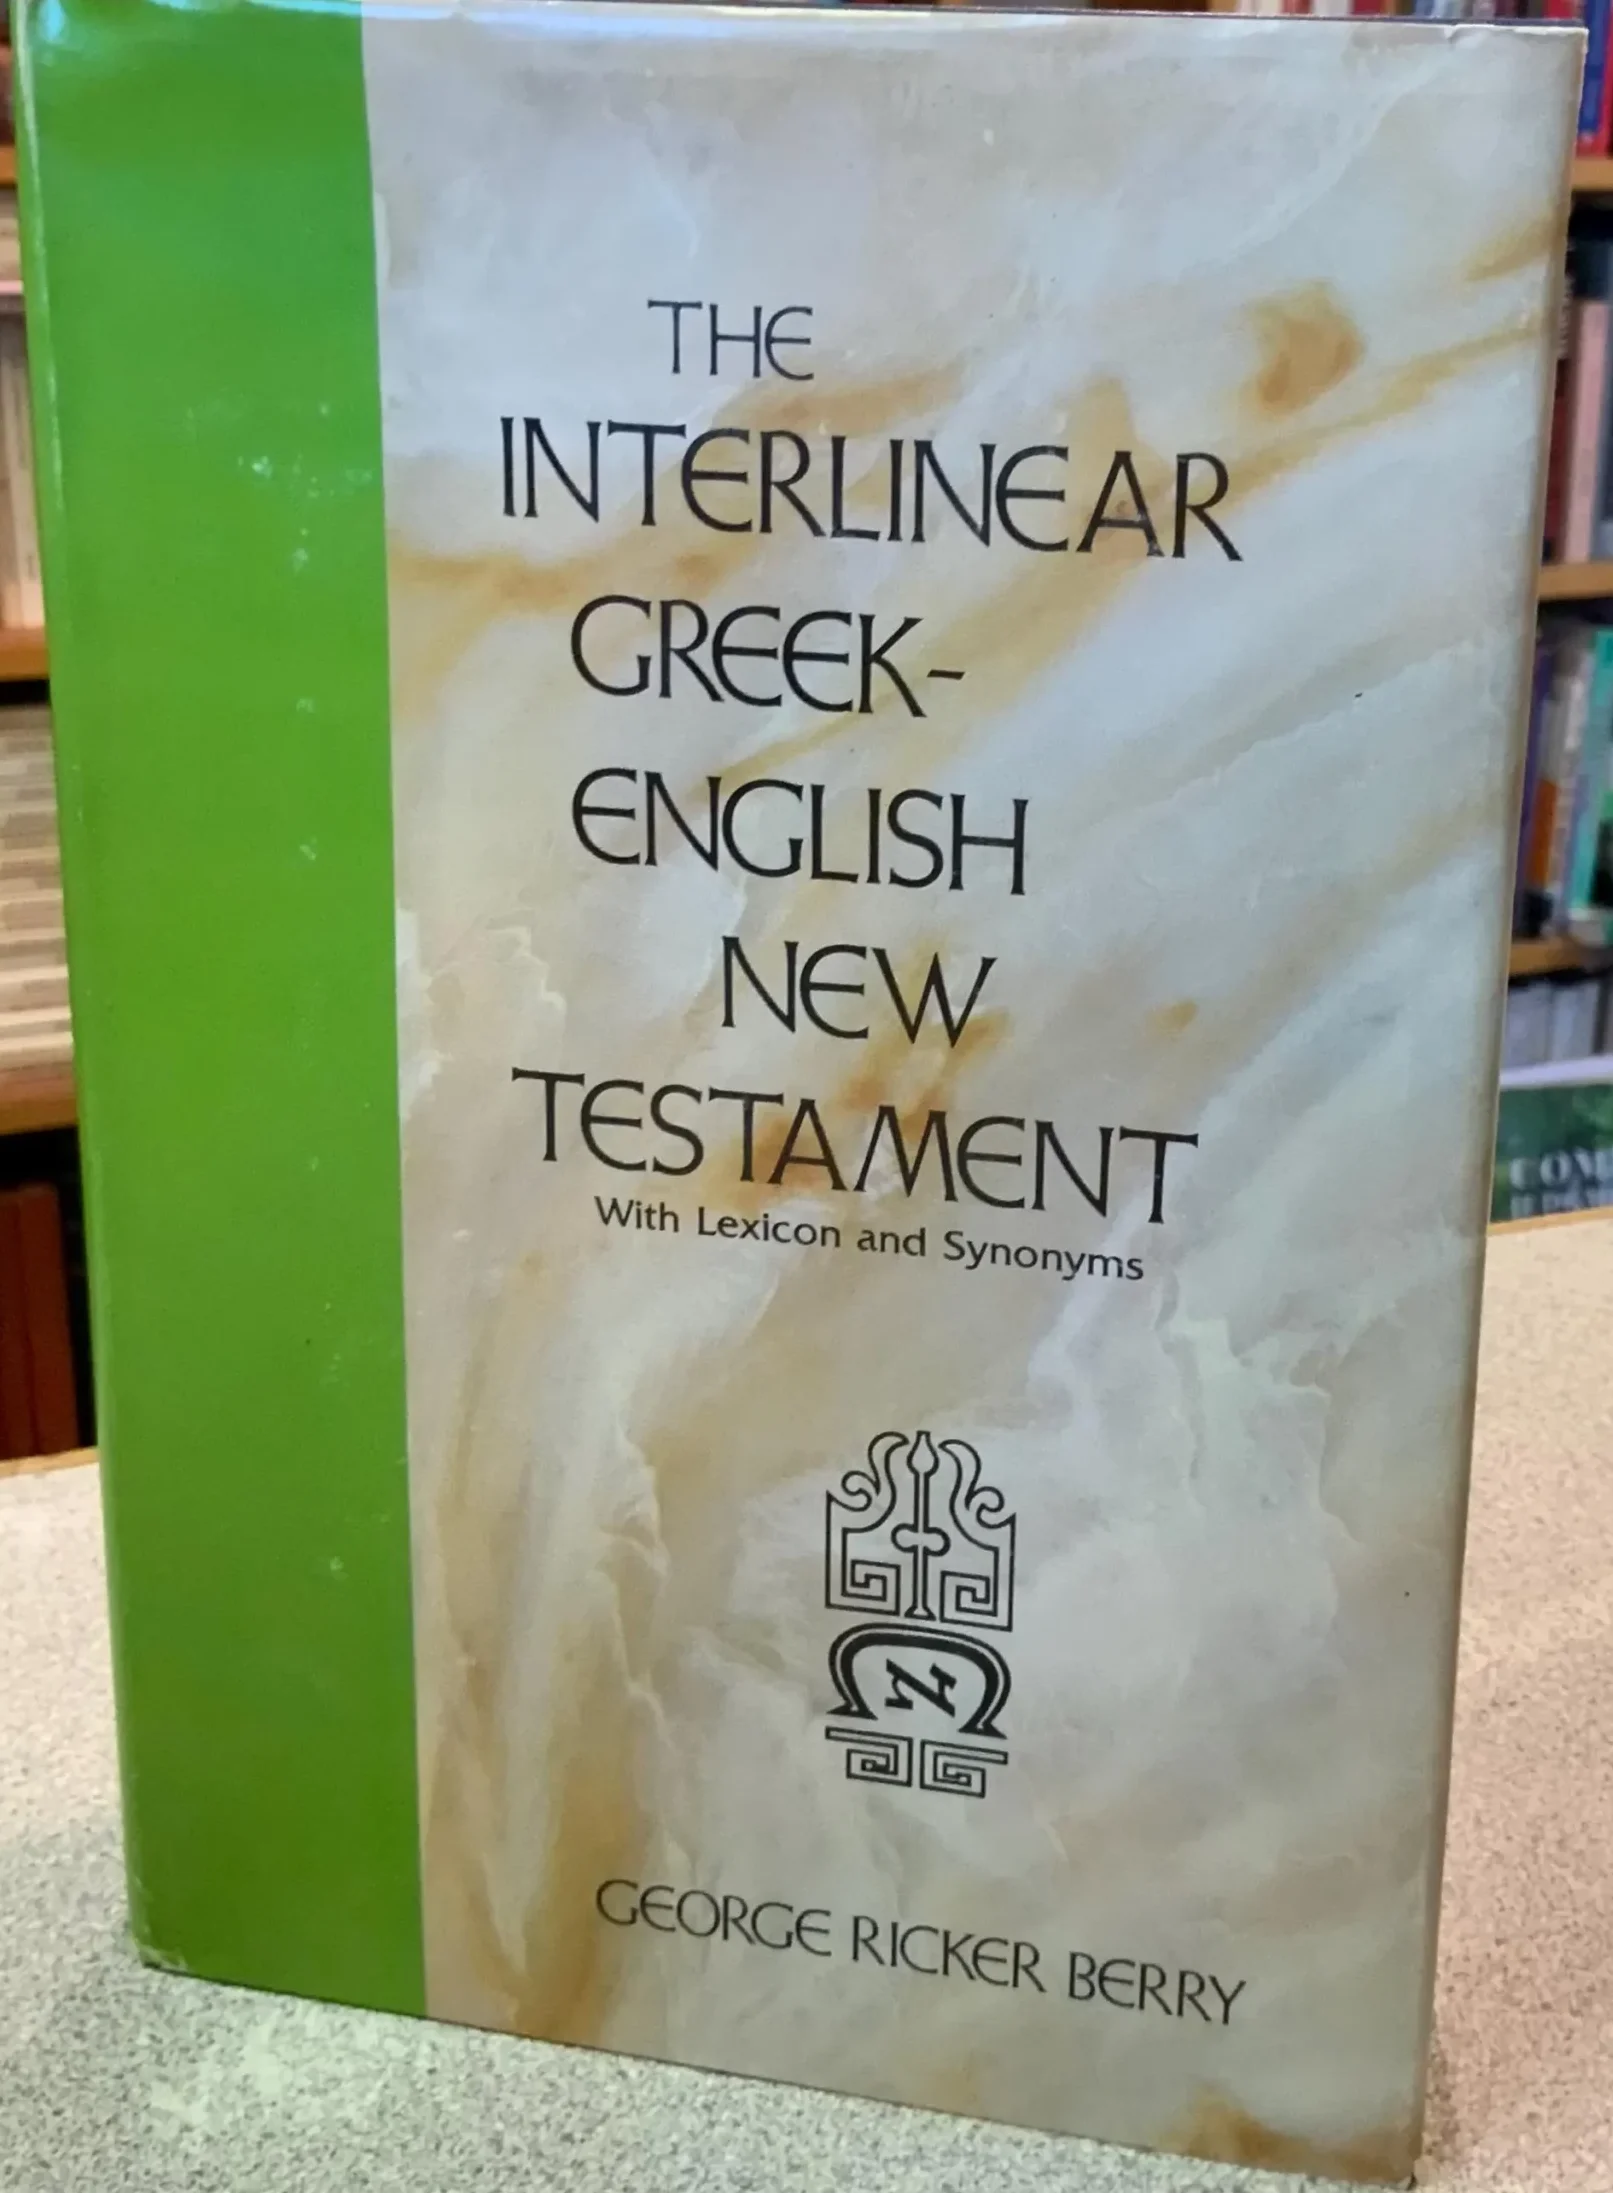 THE
INTERLINEAR
GREEK-
ENGLISH
NEW
TESTAMENT
With Lexicon and Synonyms
GEORGE RICKER BERRY